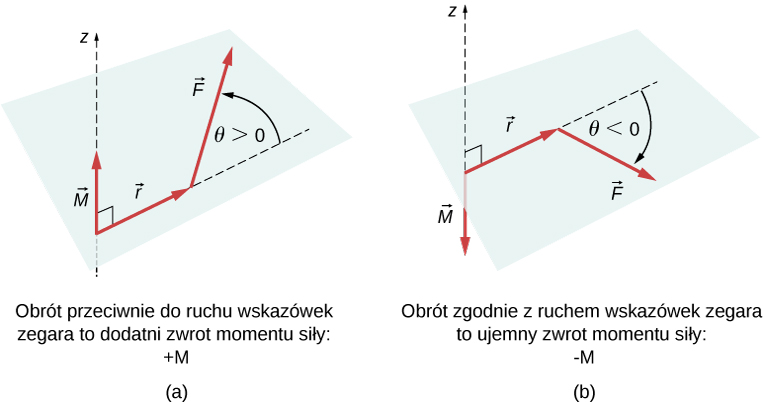 z
F⃗
θ > 0
M⃗
r⃗
Obrót przeciwnie do ruchu wskazówek
zegara to dodatni zwrot momentu siły:
+M
(a)
z
r⃗
θ < 0
F⃗
M⃗
Obrót zgodnie z ruchem wskazówek zegara
to ujemny zwrot momentu siły:
-M
(b)